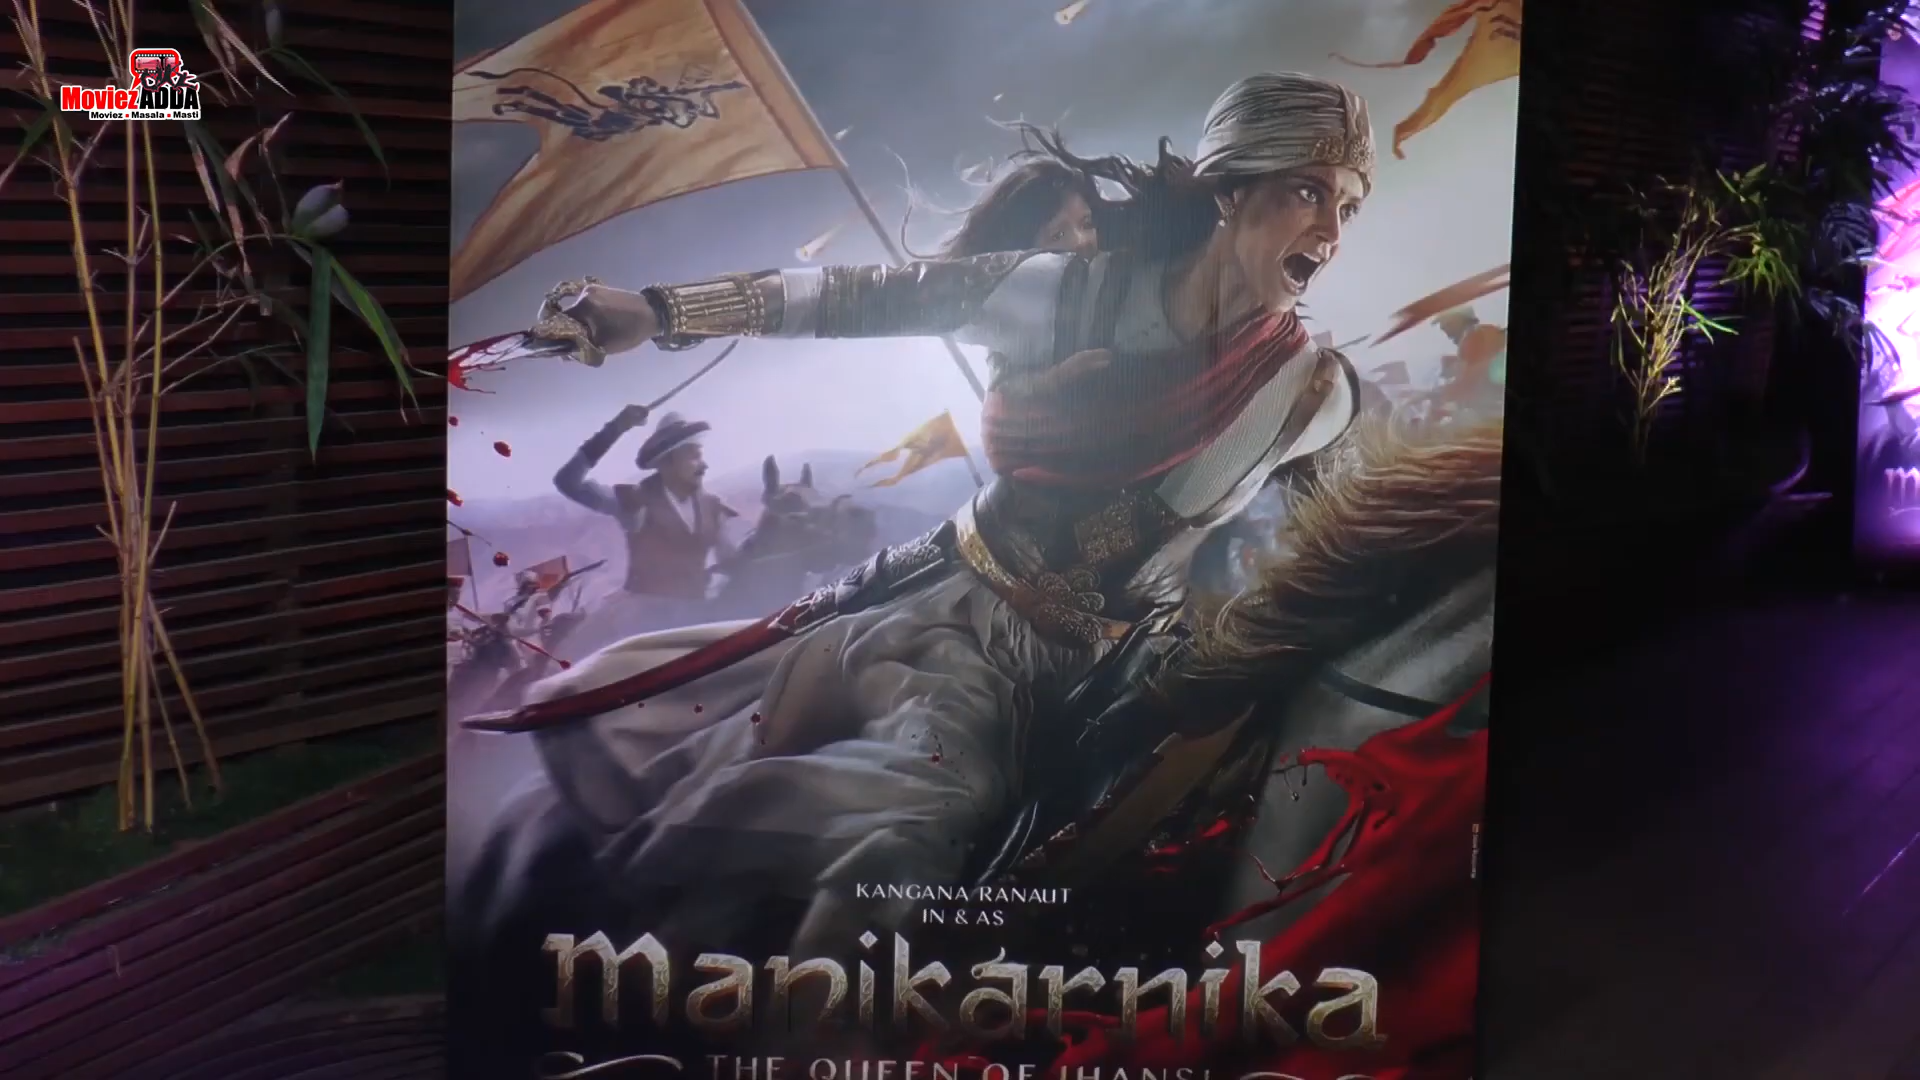 MoviezADDA
Moviez • Masala • Masti
KANGANA RANAUT
IN & AS
manikarnika
THE QUEEN OF JHANSI